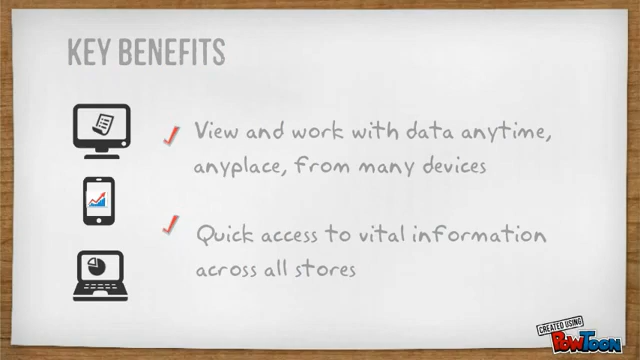 KEY BENEFITS
View and work with data anytime,
anyplace, from many devices
Quick access to vital information
across all stores
CREATED USING
POWTOON